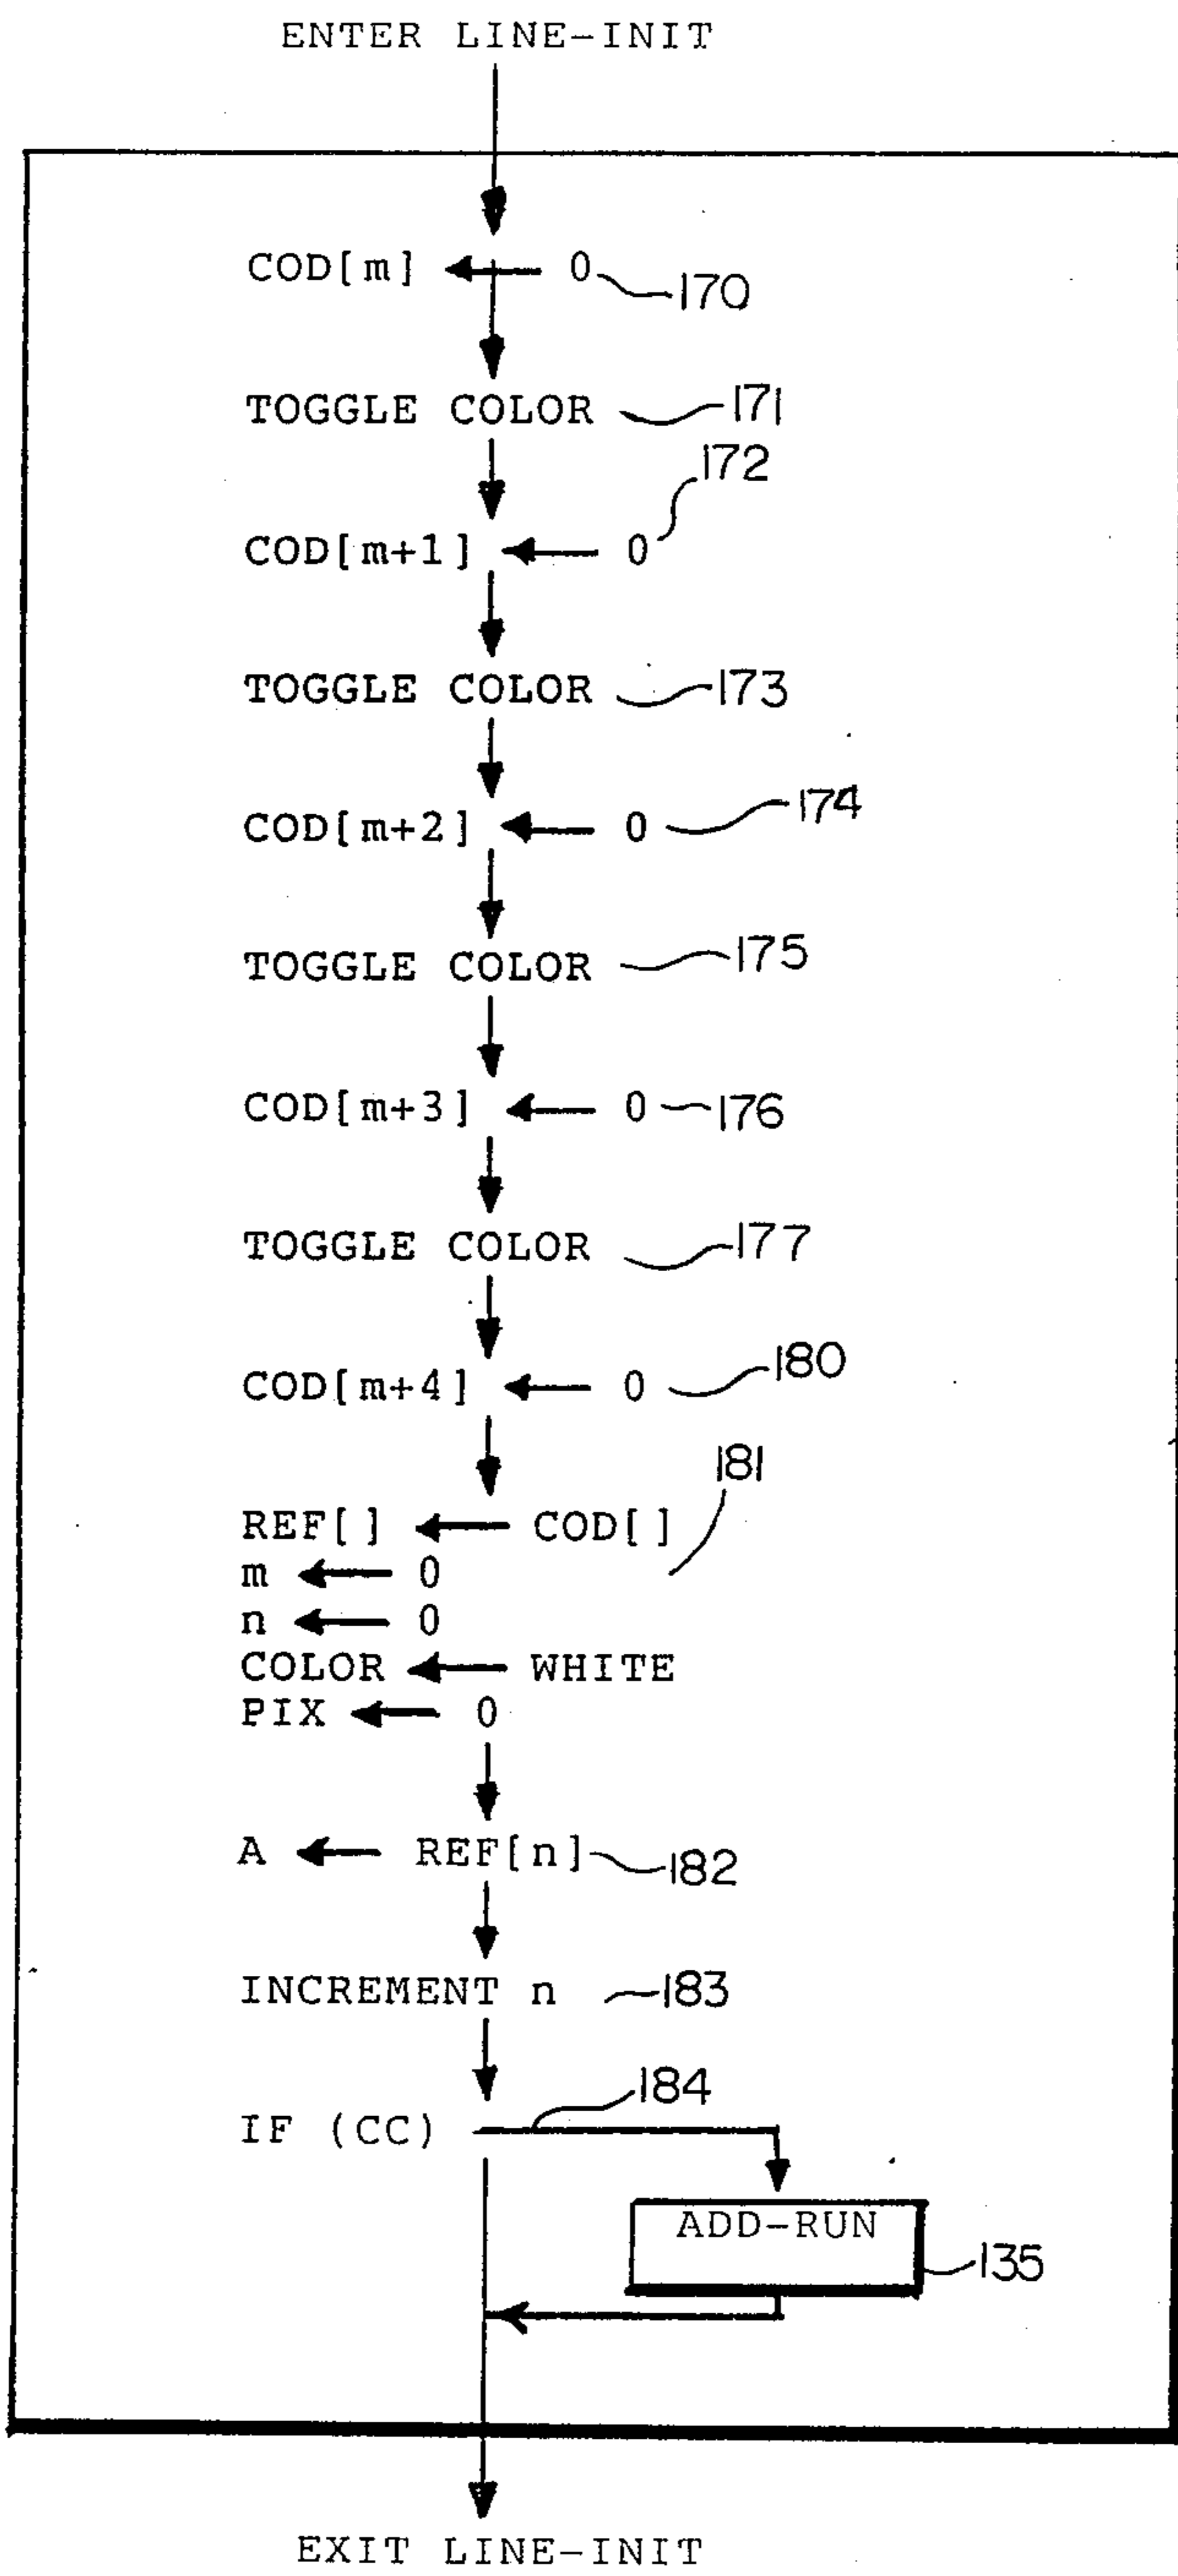 ENTER LINE-INIT
COD[m] ← 0 170
TOGGLE COLOR 171
172
COD[m+1] ← 0
TOGGLE COLOR 173
COD[m+2] ← 0 174
TOGGLE COLOR 175
COD[m+3] ← 0 176
TOGGLE COLOR 177
COD[m+4] ← 0 180
181
REF[] ← COD[]
m ← 0
n ← 0
COLOR ← WHITE
PIX ← 0
A ← REF[n] 182
INCREMENT n 183
184
IF (CC)
ADD-RUN
135
EXIT LINE-INIT